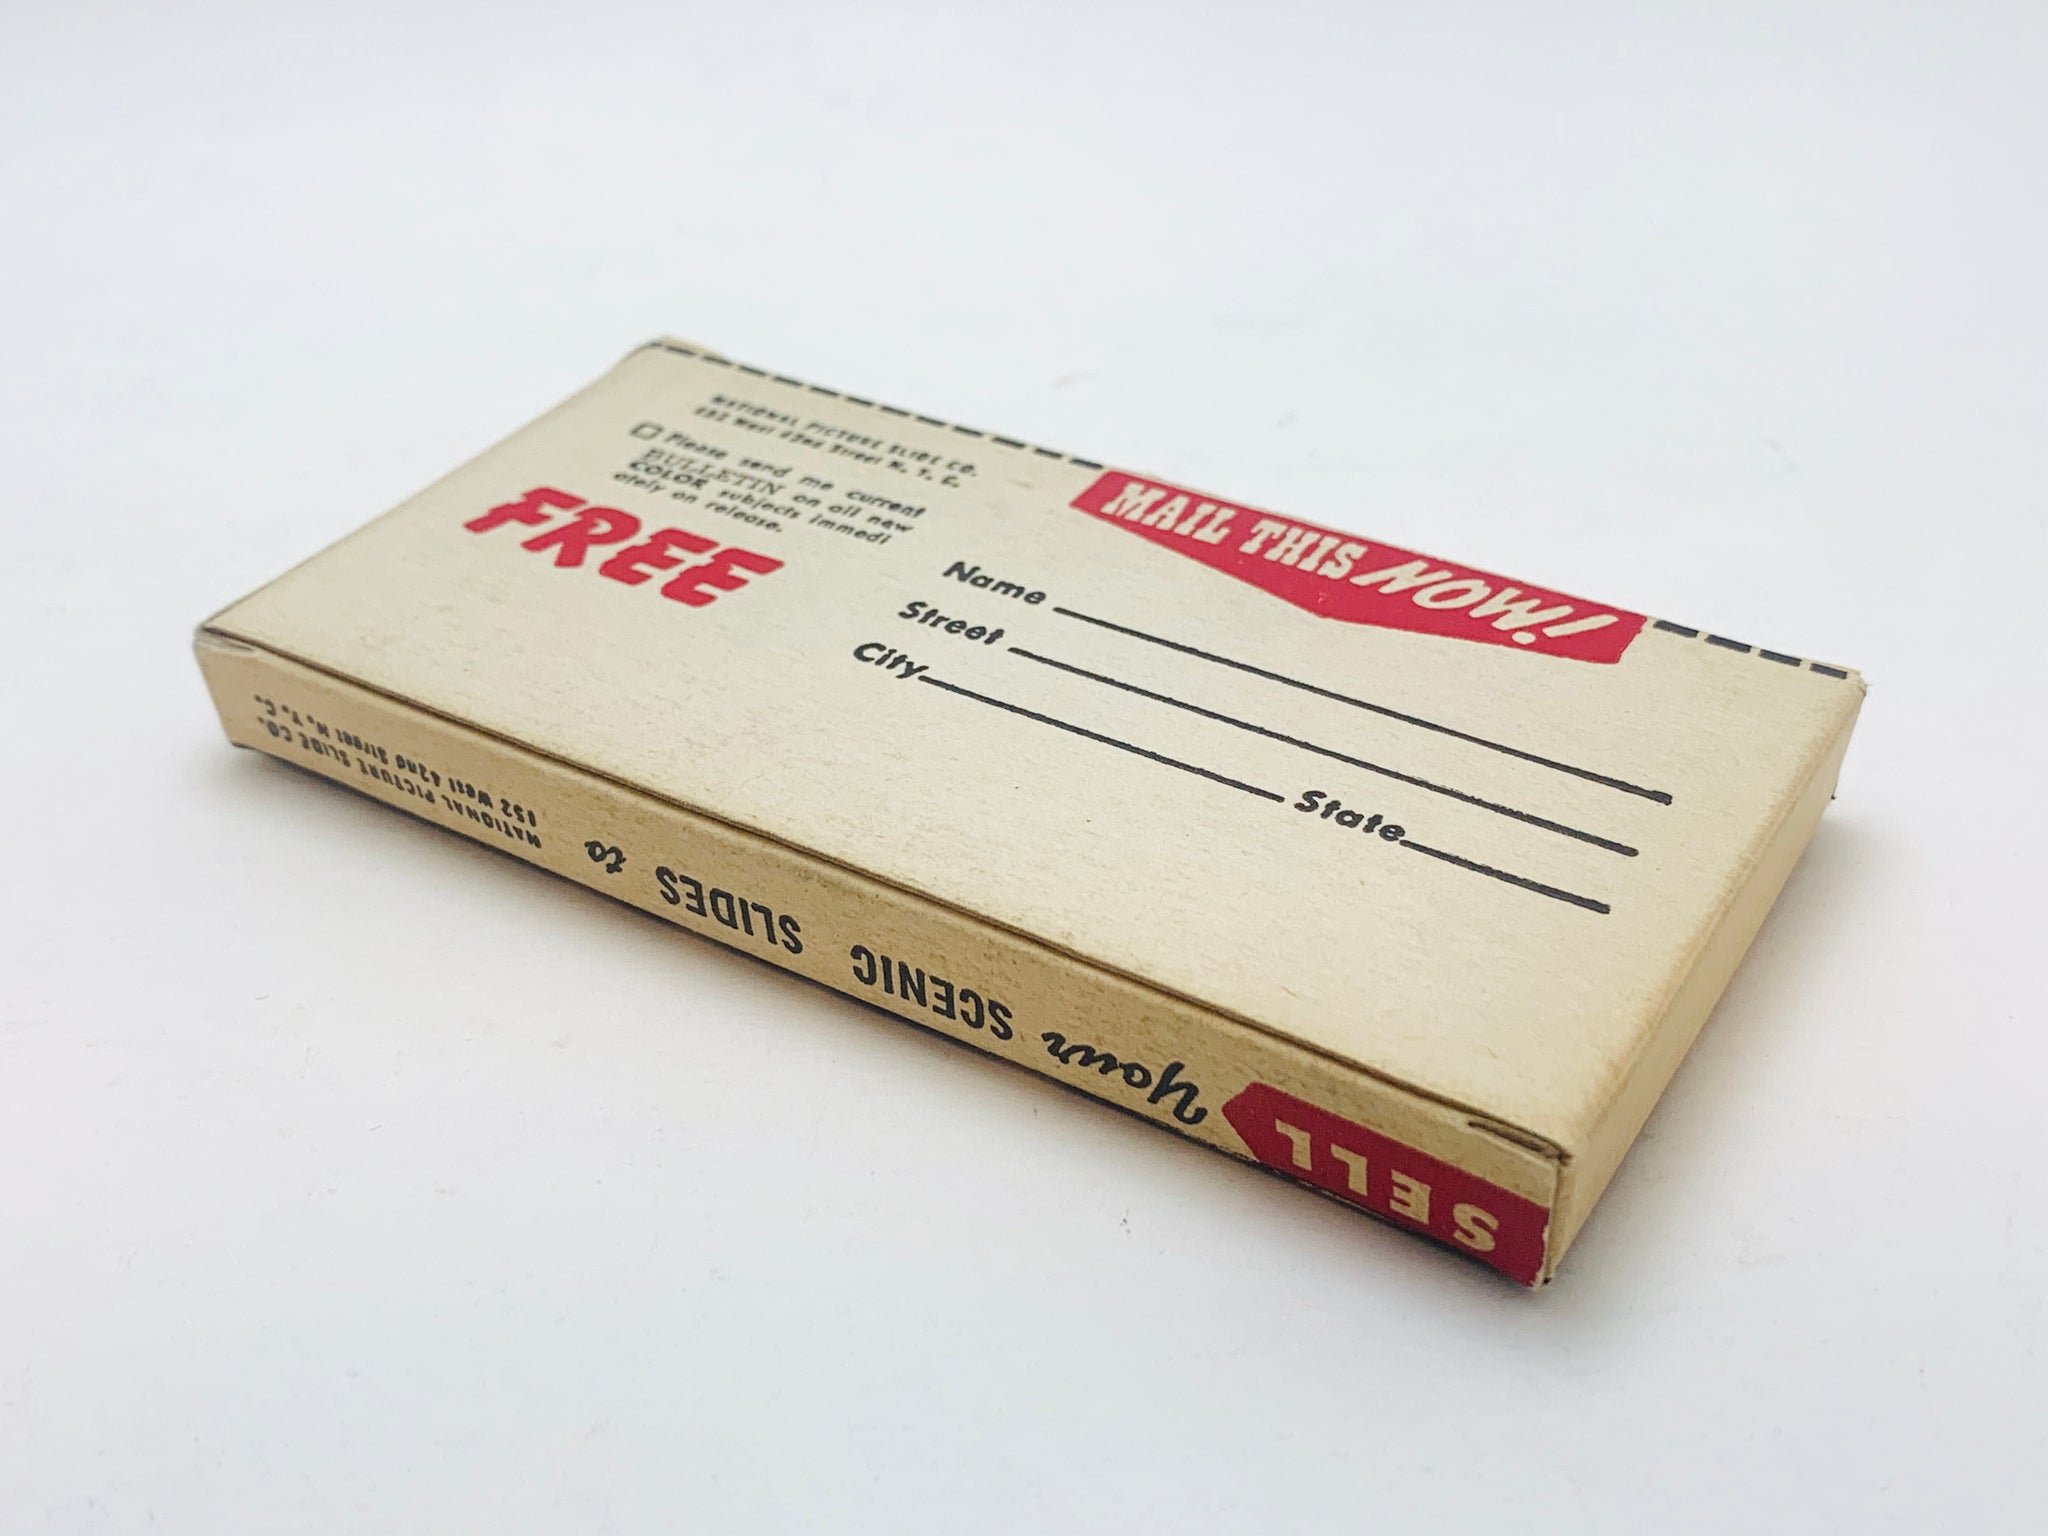 MAIL THIS NOW!
NATIONAL PICTURE SLIDE CO.
152 West 42nd Street N. Y. C.
Please send me current
BULLETIN on all new
COLOR subjects immedi
ately on release.
FREE
Name
Street
City State
SELL Your SCENIC SLIDES to
NATIONAL PICTURE SLIDE CO.
152 West 42nd Street N. Y. C.